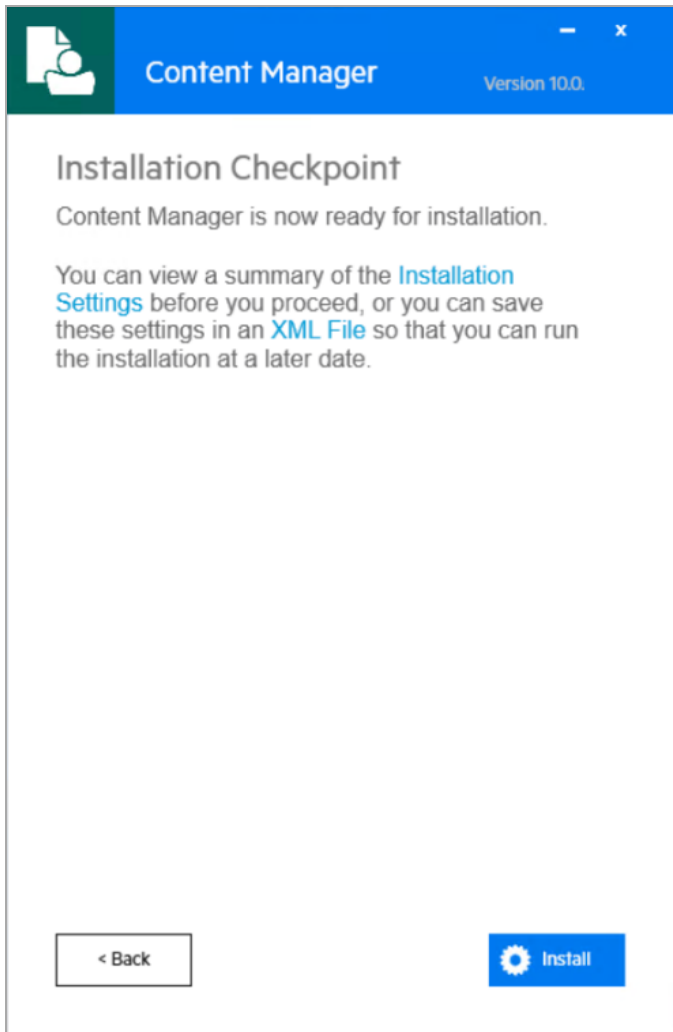 Content Manager
Version 10.0.
Installation Checkpoint
Content Manager is now ready for installation.
You can view a summary of the Installation
Settings before you proceed, or you can save
these settings in an XML File so that you can run
the installation at a later date.
< Back
Install